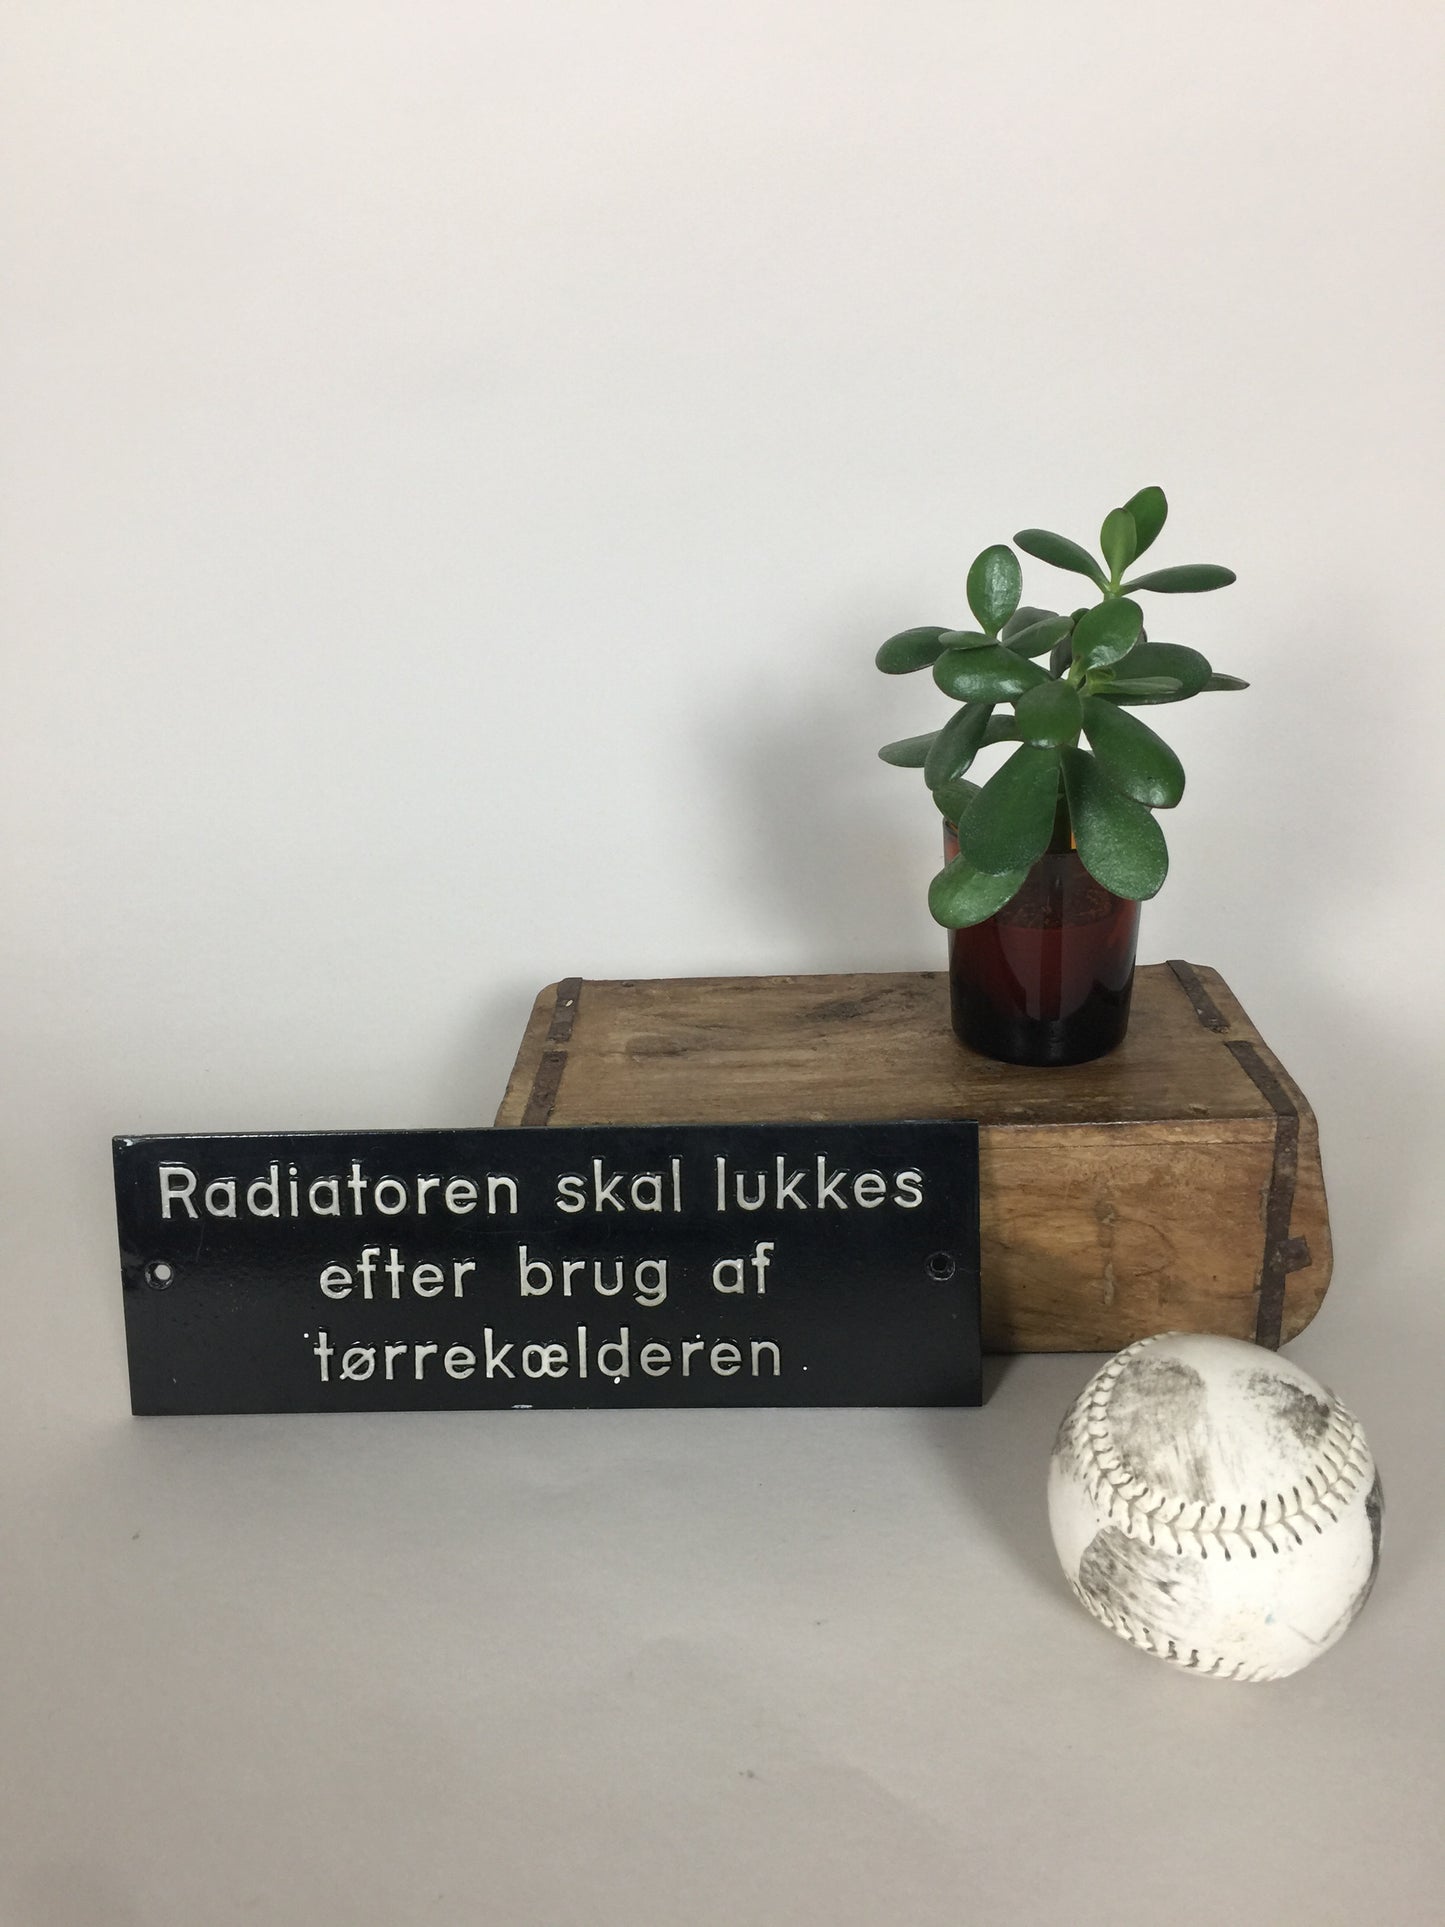 Radiatoren skal lukkes
efter brug af
tørrekælderen.